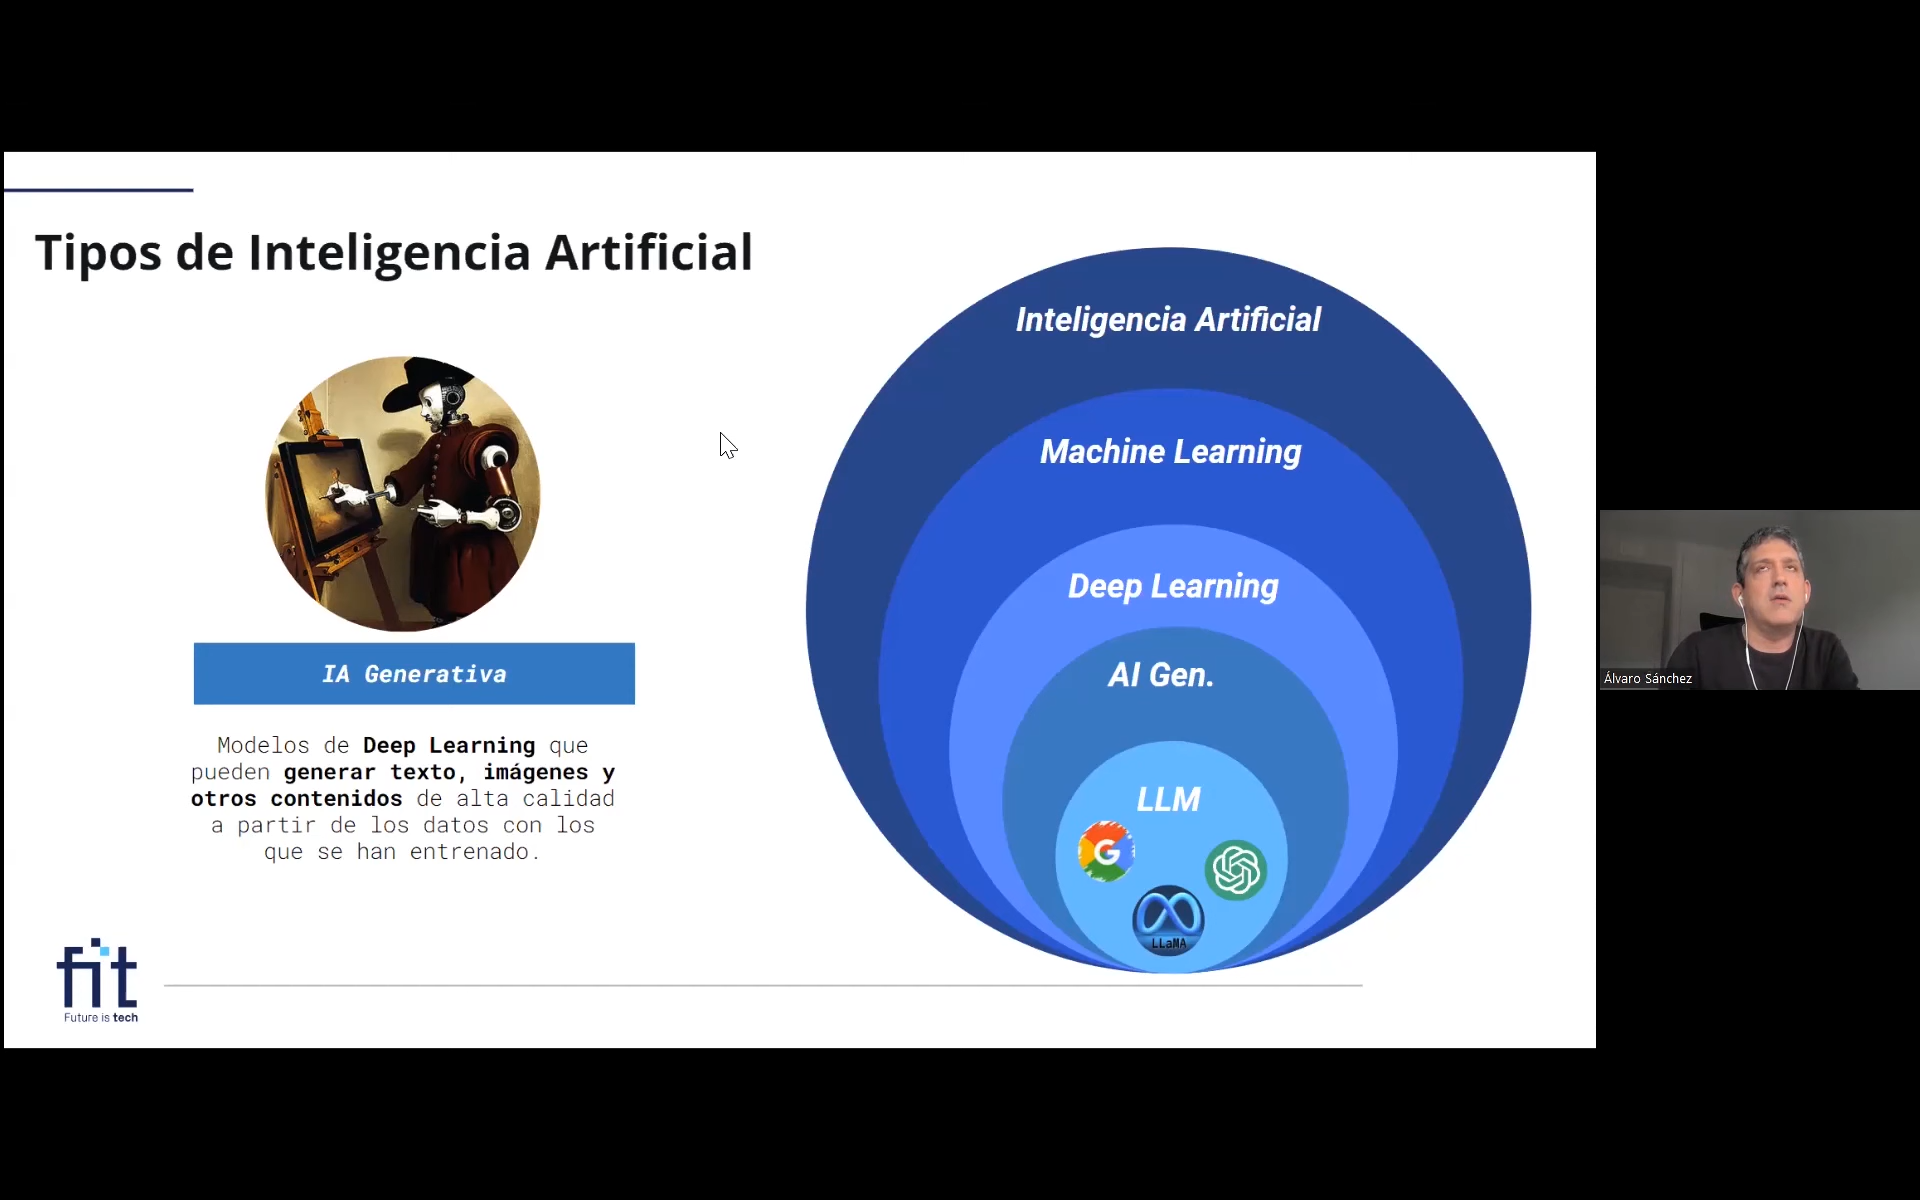 Tipos de Inteligencia Artificial
IA Generativa
Modelos de Deep Learning que
pueden generar texto, imágenes y
otros contenidos de alta calidad
a partir de los datos con los
que se han entrenado.
Inteligencia Artificial
Machine Learning
Deep Learning
AI Gen.
LLM
G
LLaMA
fit
Future is tech
Álvaro Sánchez